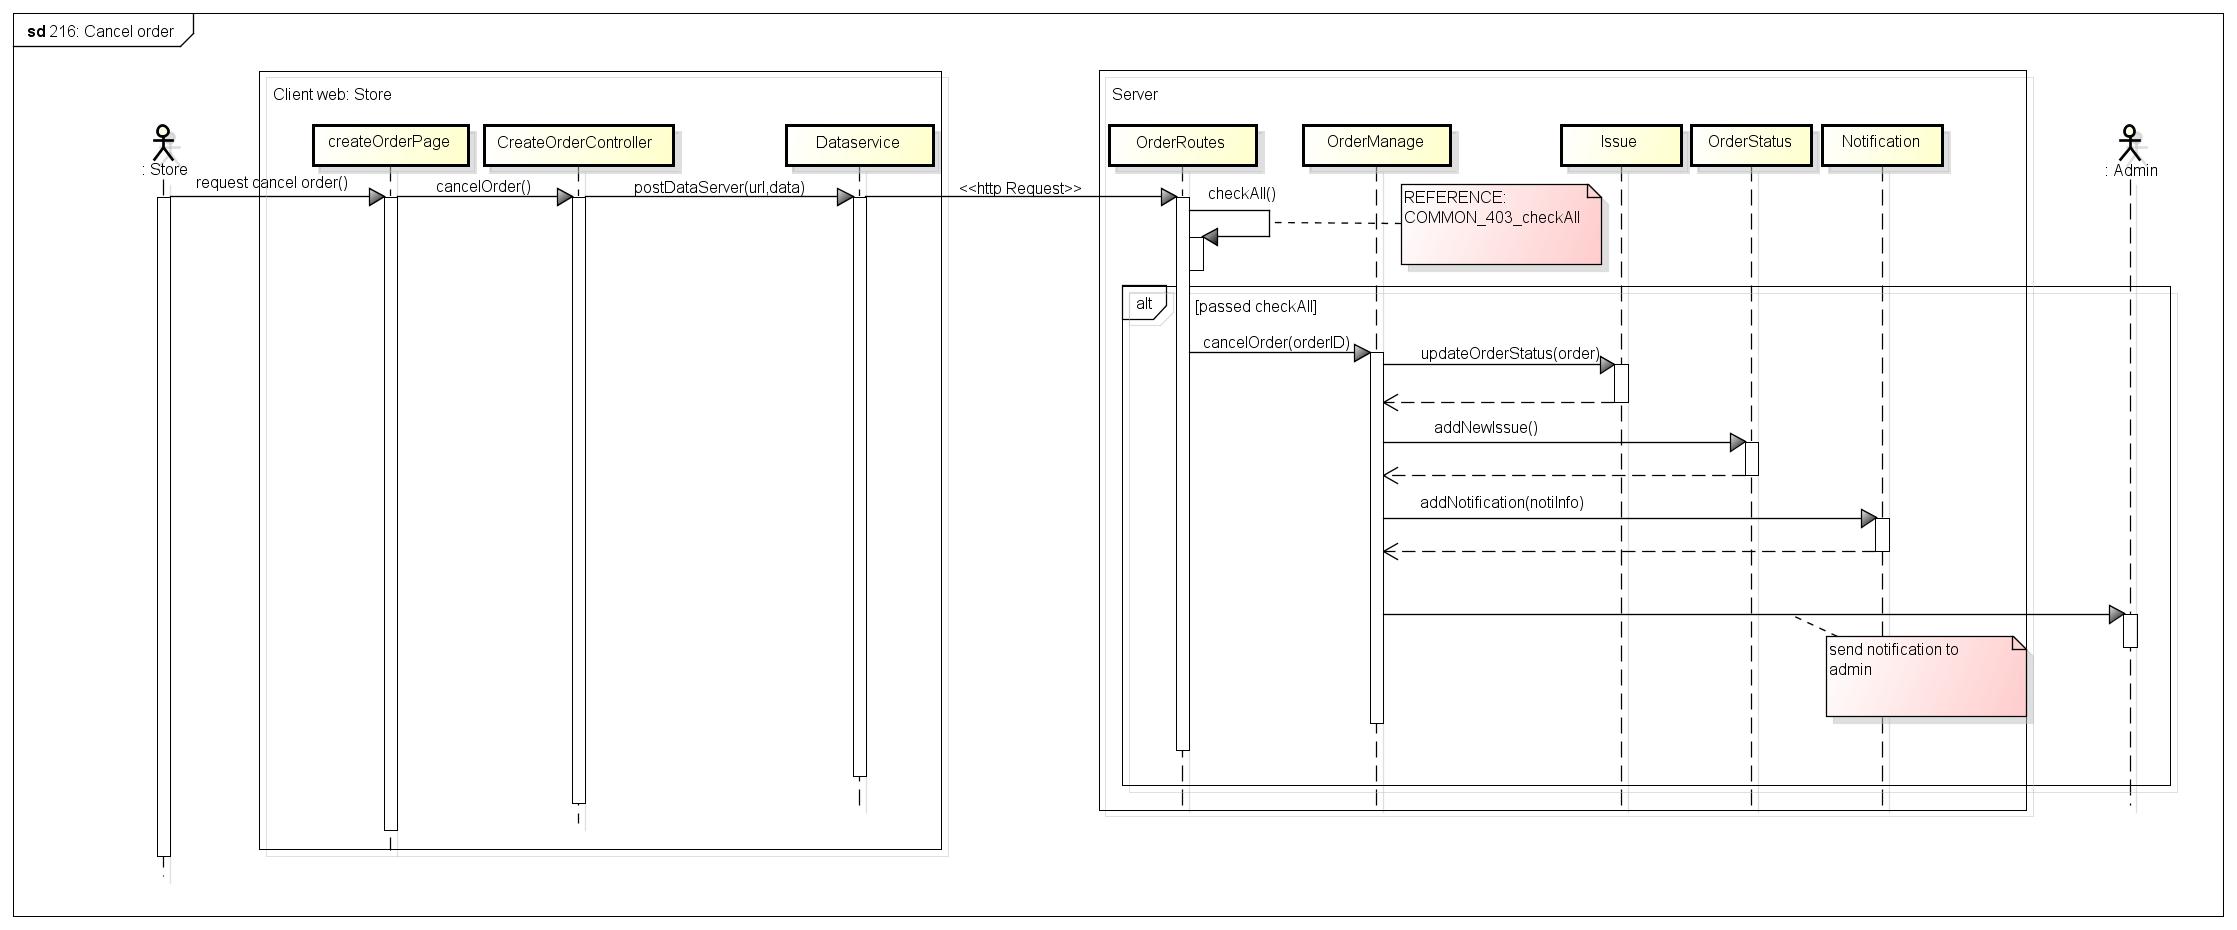 sd 216: Cancel order
Client web: Store
Server
createOrderPage
CreateOrderController
Dataservice
OrderRoutes
OrderManage
Issue
OrderStatus
Notification
: Store
: Admin
request cancel order()
cancelOrder()
postDataServer(url,data)
<<http Request>>
checkAll()
REFERENCE:
COMMON_403_checkAll
alt
[passed checkAll]
cancelOrder(orderID)
updateOrderStatus(order)
addNewIssue()
addNotification(notiInfo)
send notification to
admin